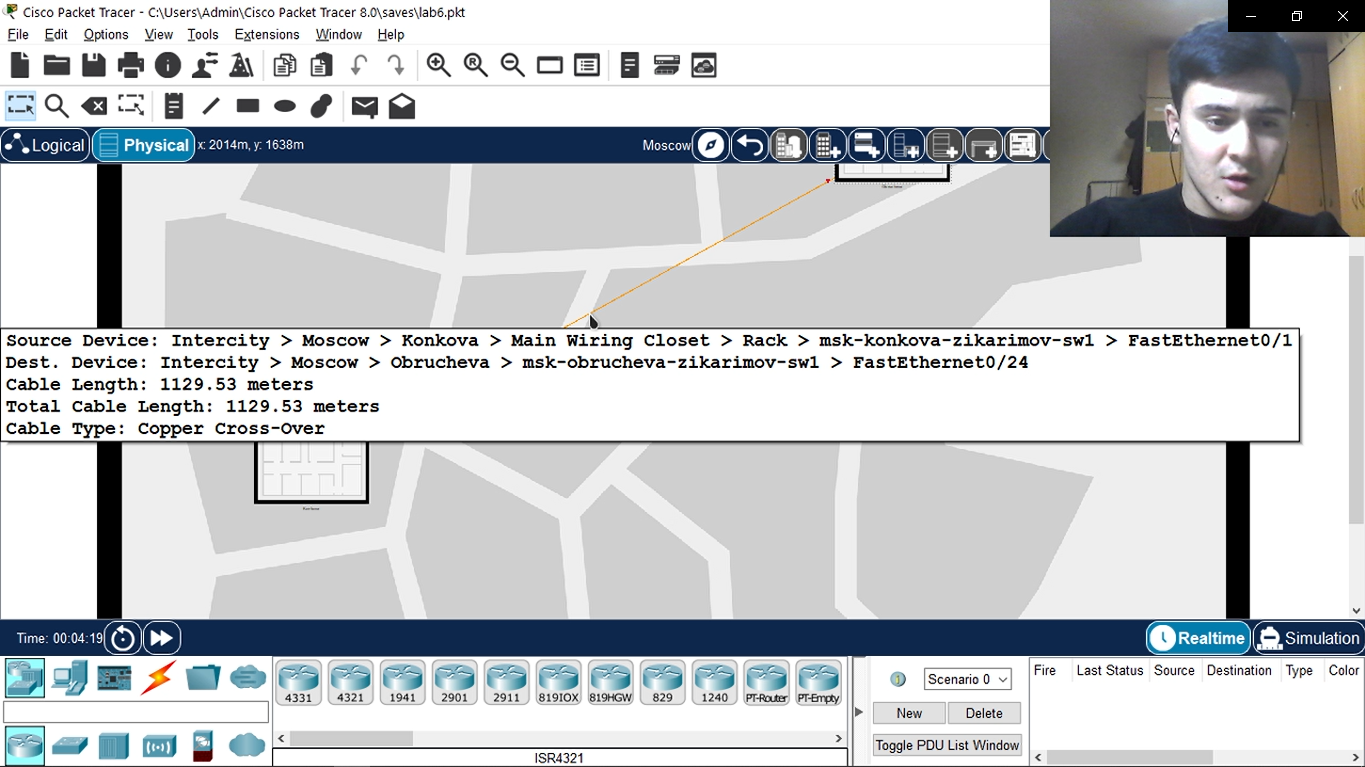 Cisco Packet Tracer - C:\Users\Admin\Cisco Packet Tracer 8.0\saves\lab6.pkt
File Edit Options View Tools Extensions Window Help
Logical Physical x: 2014m, y: 1638m Moscow
Source Device: Intercity > Moscow > Konkova > Main Wiring Closet > Rack > msk-konkova-zikarimov-sw1 > FastEthernet0/1
Dest. Device: Intercity > Moscow > Obrucheva > msk-obrucheva-zikarimov-sw1 > FastEthernet0/24
Cable Length: 1129.53 meters
Total Cable Length: 1129.53 meters
Cable Type: Copper Cross-Over
Time: 00:04:19 Realtime Simulation
4331 4321 1941 2901 2911 819IOX 819HGW 829 1240 PT-Router PT-Empty
ISR4321
Scenario 0
New Delete
Toggle PDU List Window
Fire Last Status Source Destination Type Color